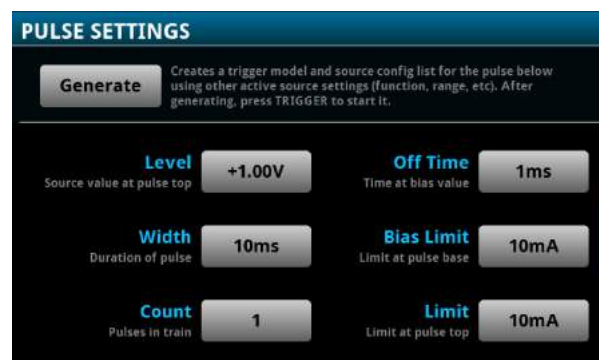 PULSE SETTINGS
Generate
Creates a trigger model and source config list for the pulse below
using other active source settings (function, range, etc). After
generating, press TRIGGER to start it.
Level
Source value at pulse top
+1.00V
Off Time
Time at bias value
1ms
Width
Duration of pulse
10ms
Bias Limit
Limit at pulse base
10mA
Count
Pulses in train
1
Limit
Limit at pulse top
10mA